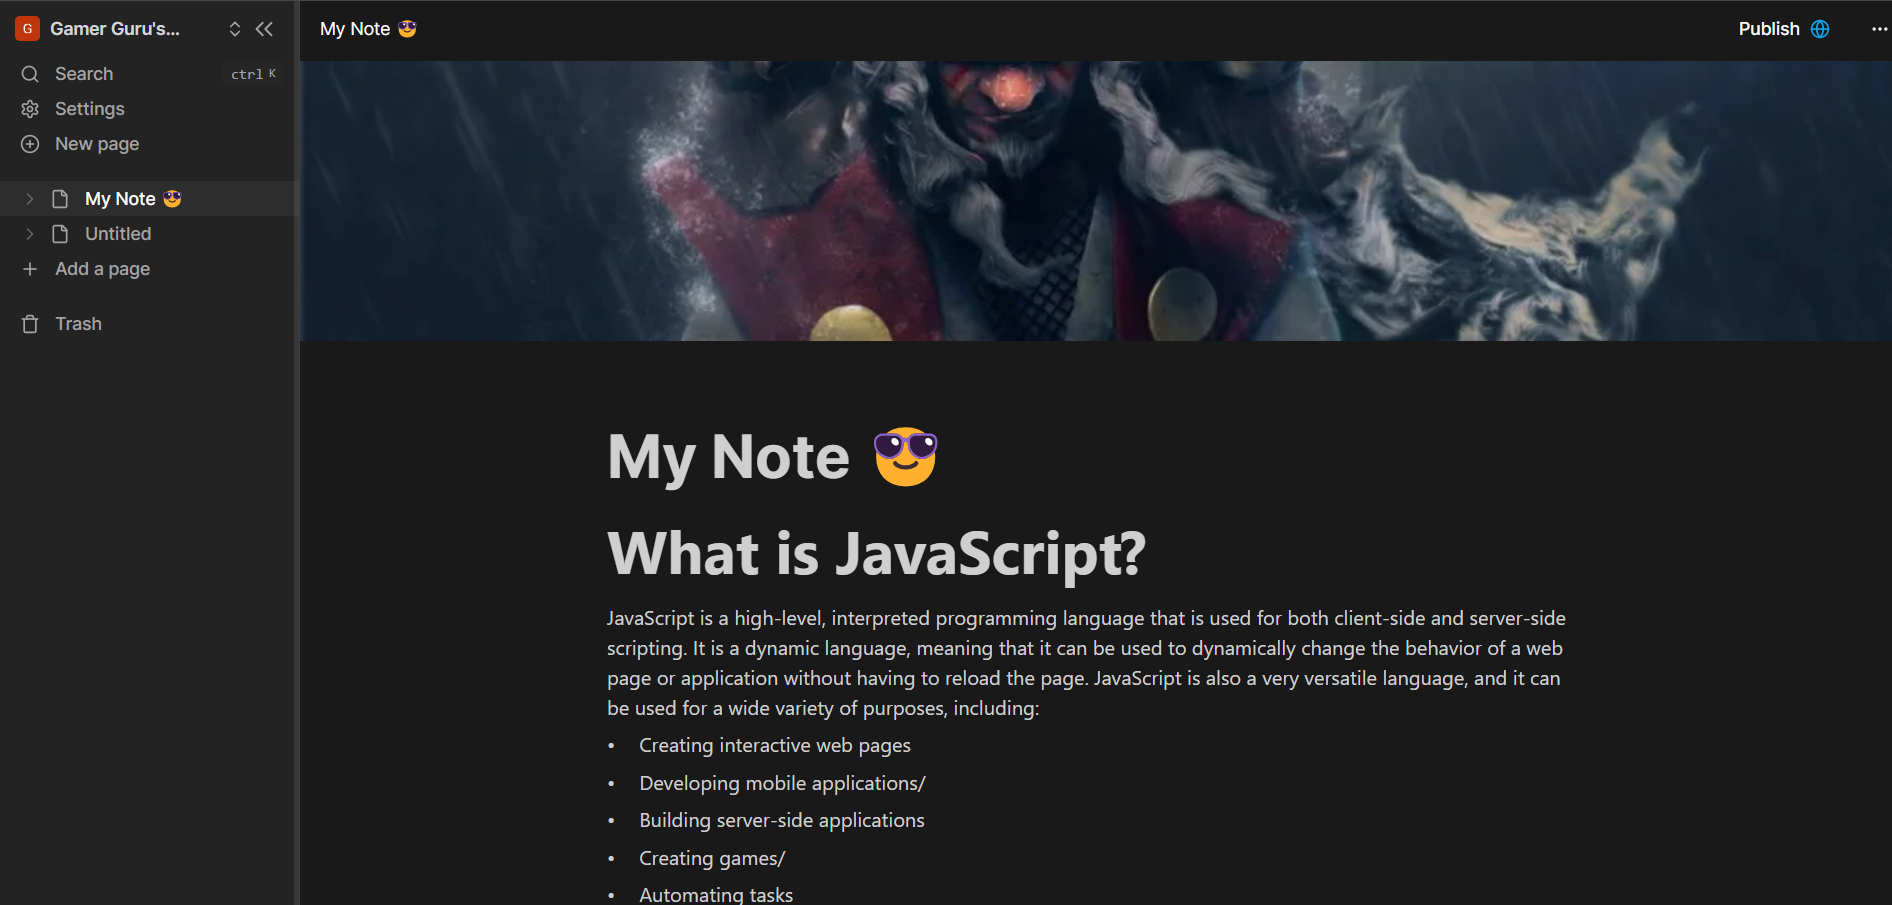 G Gamer Guru's...
Search ctrl K
Settings
New page
My Note 😎
Untitled
Add a page
Trash
My Note 😎
Publish
My Note 😎
What is JavaScript?
JavaScript is a high-level, interpreted programming language that is used for both client-side and server-side
scripting. It is a dynamic language, meaning that it can be used to dynamically change the behavior of a web
page or application without having to reload the page. JavaScript is also a very versatile language, and it can
be used for a wide variety of purposes, including:
• Creating interactive web pages
• Developing mobile applications/
• Building server-side applications
• Creating games/
• Automating tasks